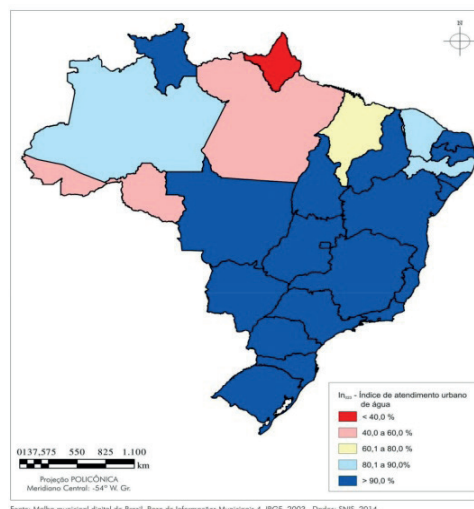 N
In₀₂₃ - Índice de atendimento urbano
de água
< 40,0 %
40,0 a 60,0 %
60,1 a 80,0 %
80,1 a 90,0%
> 90,0 %
0137,575 550 825 1.100
km
Projeção POLICÔNICA
Meridiano Central: -54° W. Gr.
Fonte: Malha municipal digital do Brasil, Base de Informações Municipais 4. IBGE, 2003 - Dados: SNIS, 2014